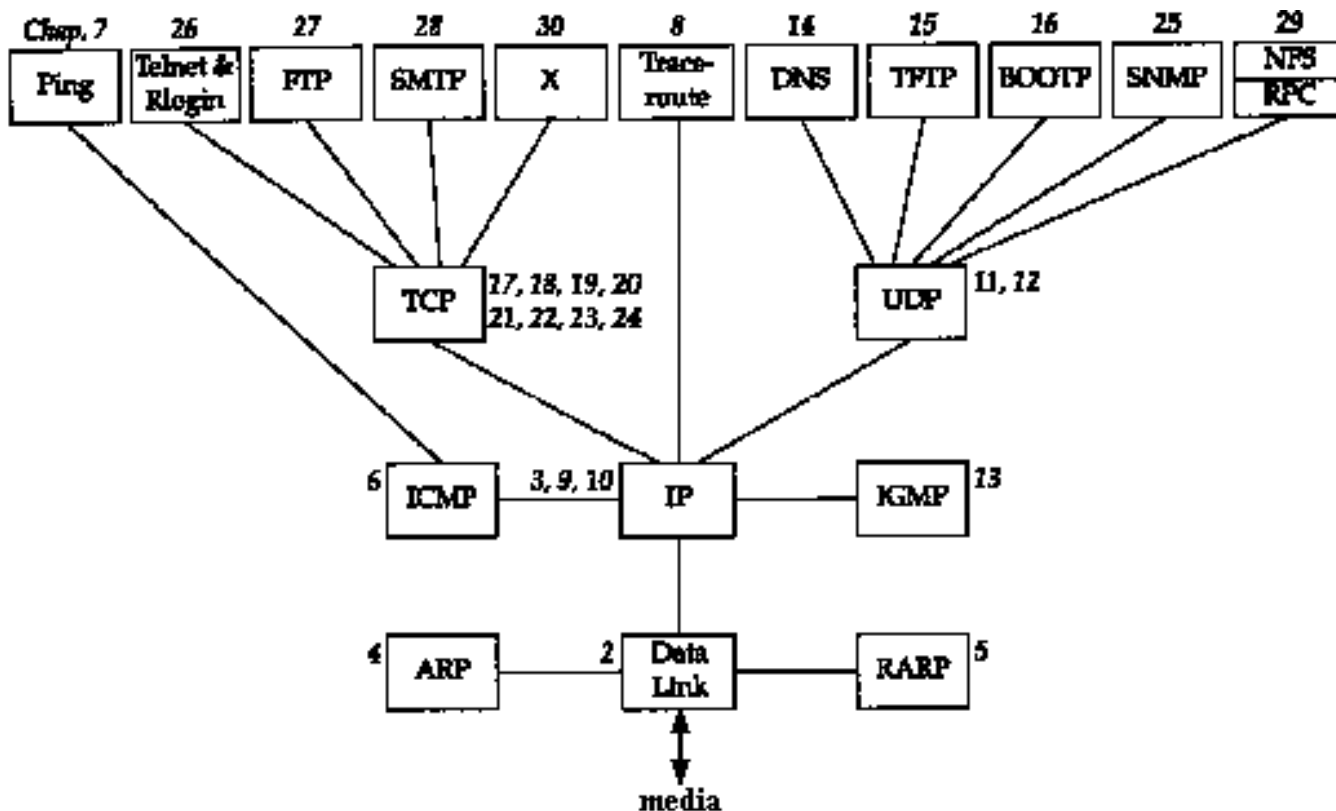 Chap. 7 26 27 28 30 8 14 15 16 25 29
Ping
Telnet &
Rlogin
FTP
SMTP
X
Trace-
route
DNS
TFTP
BOOTP
SNMP
NFS
RPC
TCP
17, 18, 19, 20
21, 22, 23, 24
UDP
11, 12
6
ICMP
3, 9, 10
IP
IGMP
13
4
ARP
2
Data
Link
RARP
5
media